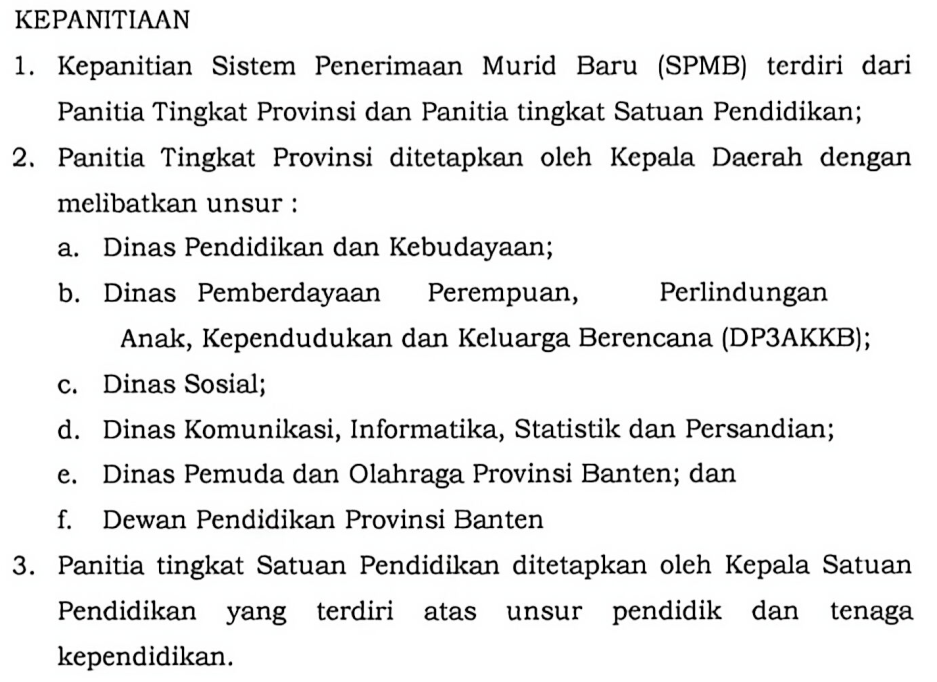 KEPANITIAAN
1. Kepanitian Sistem Penerimaan Murid Baru (SPMB) terdiri dari
Panitia Tingkat Provinsi dan Panitia tingkat Satuan Pendidikan;
2. Panitia Tingkat Provinsi ditetapkan oleh Kepala Daerah dengan
melibatkan unsur :
a. Dinas Pendidikan dan Kebudayaan;
b. Dinas Pemberdayaan Perempuan, Perlindungan
Anak, Kependudukan dan Keluarga Berencana (DP3AKKB);
c. Dinas Sosial;
d. Dinas Komunikasi, Informatika, Statistik dan Persandian;
e. Dinas Pemuda dan Olahraga Provinsi Banten; dan
f. Dewan Pendidikan Provinsi Banten
3. Panitia tingkat Satuan Pendidikan ditetapkan oleh Kepala Satuan
Pendidikan yang terdiri atas unsur pendidik dan tenaga
kependidikan.